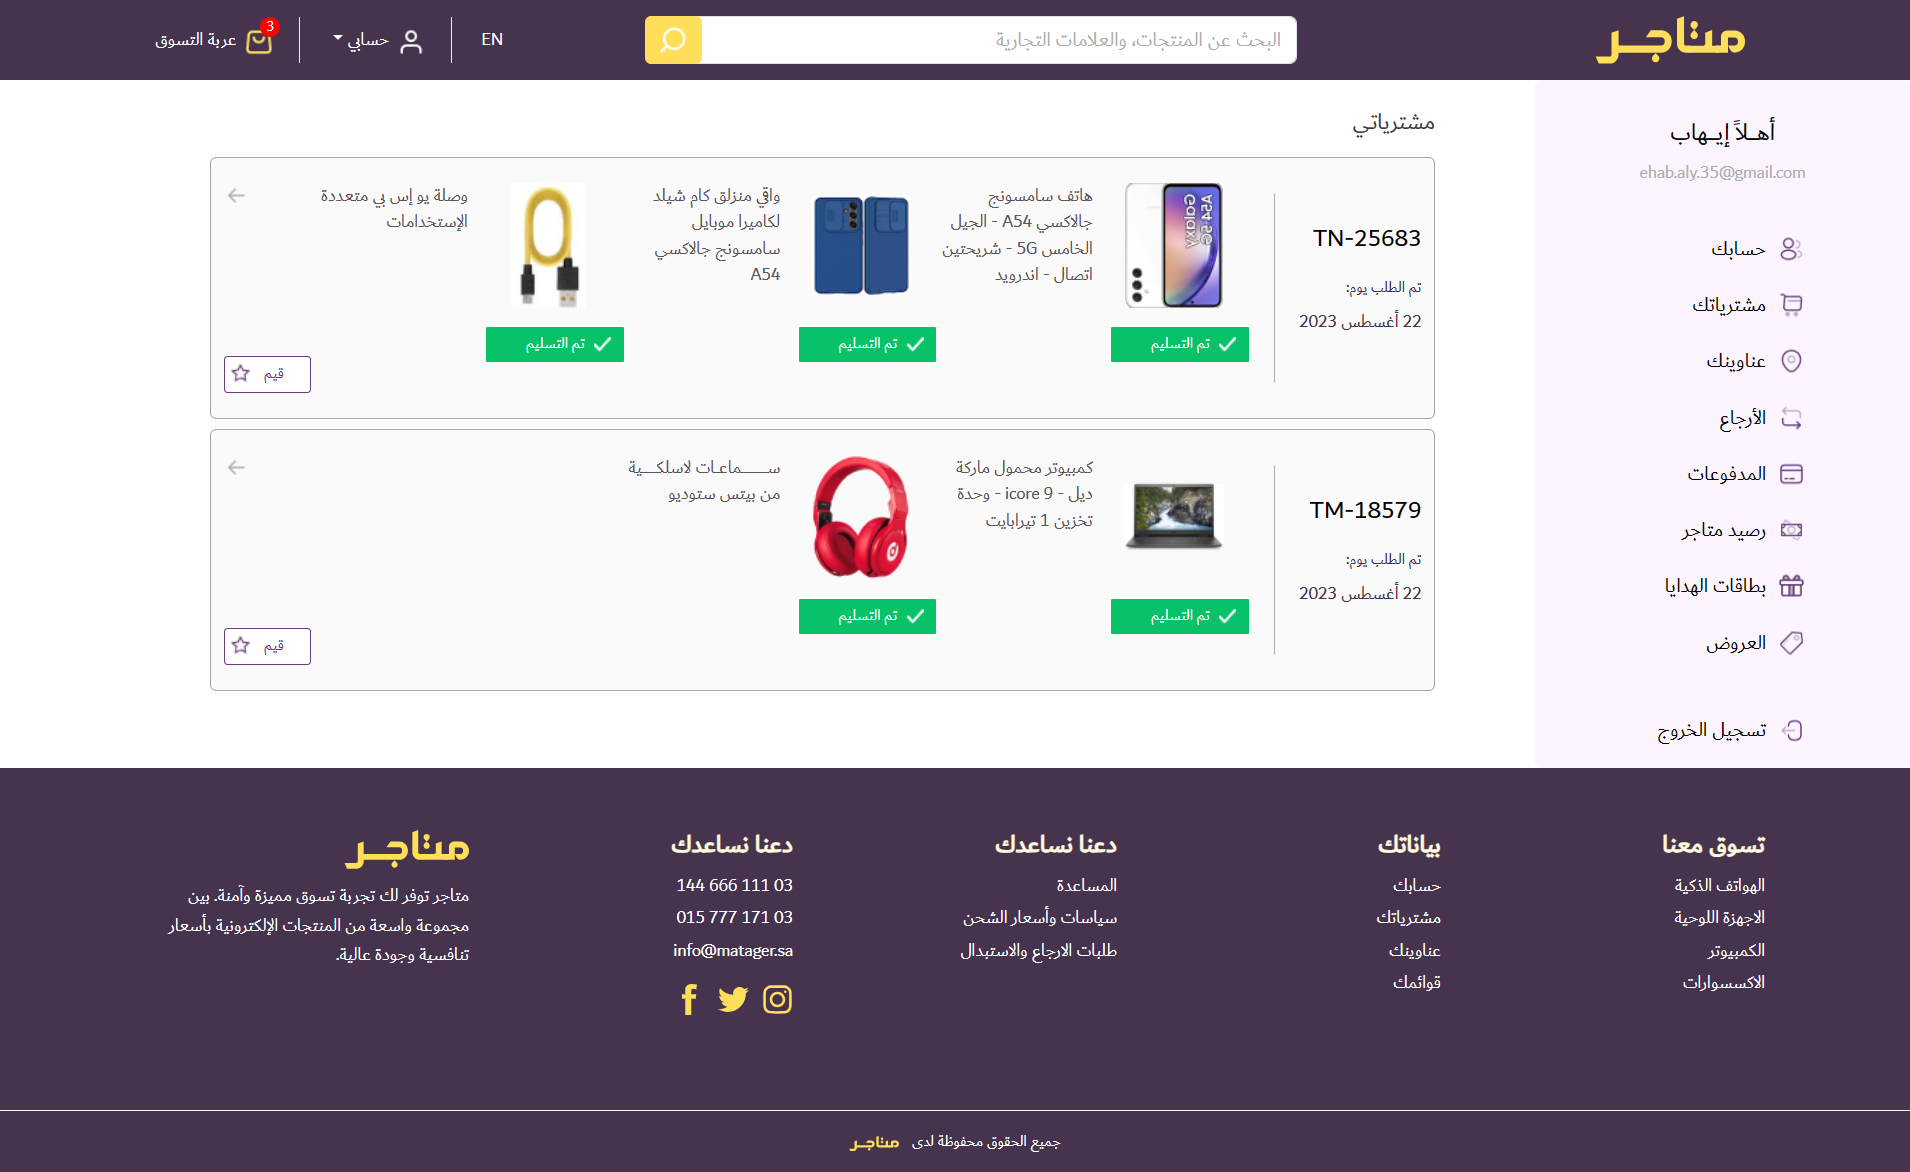 متاجر
البحث عن المنتجات، والعلامات التجارية
EN
حسابي
3
عربة التسوق
أهـلاً إيـهاب
ehab.aly.35@gmail.com
حسابك
مشترياتك
عناوينك
الأرجاع
المدفوعات
رصيد متاجر
بطاقات الهدايا
العروض
تسجيل الخروج
مشترياتي
TN-25683
تم الطلب يوم:
22 أغسطس 2023
Galaxy
A54 5G
هاتف سامسونج
جالاكسي A54 - الجيل
الخامس 5G - شريحتين
اتصال - اندرويد
تم التسليم
واقي منزلق كام شيلد
لكاميرا موبايل
سامسونج جالاكسي
A54
تم التسليم
وصلة يو إس بي متعددة
الإستخدامات
تم التسليم
قيم
TM-18579
تم الطلب يوم:
22 أغسطس 2023
كمبيوتر محمول ماركة
ديل - icore 9 - وحدة
تخزين 1 تيرابايت
تم التسليم
ســـــماعـات لاسلكـــــية
من بيتس ستوديو
تم التسليم
قيم
تسوق معنا
الهواتف الذكية
الاجهزة اللوحية
الكمبيوتر
الاكسسوارات
بياناتك
حسابك
مشترياتك
عناوينك
قوائمك
دعنا نساعدك
المساعدة
سياسات وأسعار الشحن
طلبات الارجاع والاستبدال
دعنا نساعدك
144 666 111 03
015 777 171 03
info@matager.sa
متاجر
متاجر توفر لك تجربة تسوق مميزة وآمنة. بين
مجموعة واسعة من المنتجات الإلكترونية بأسعار
تنافسية وجودة عالية.
جميع الحقوق محفوظة لدى متاجر